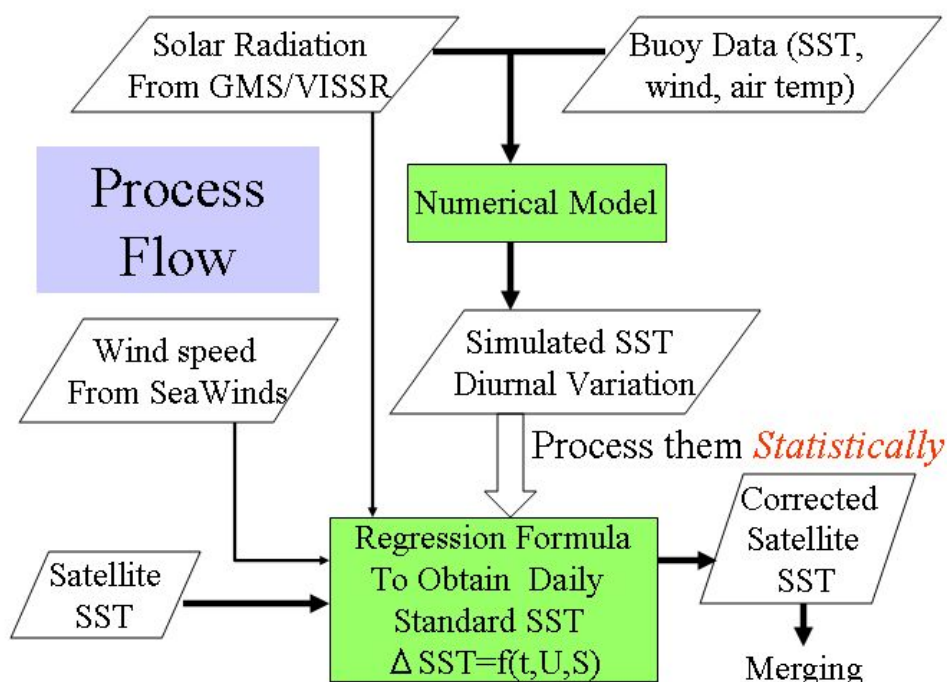 Solar Radiation
From GMS/VISSR
Buoy Data (SST,
wind, air temp)
Process
Flow
Numerical Model
Wind speed
From SeaWinds
Simulated SST
Diurnal Variation
Process them Statistically
Satellite
SST
Regression Formula
To Obtain Daily
Standard SST
ΔSST=f(t,U,S)
Corrected
Satellite
SST
Merging